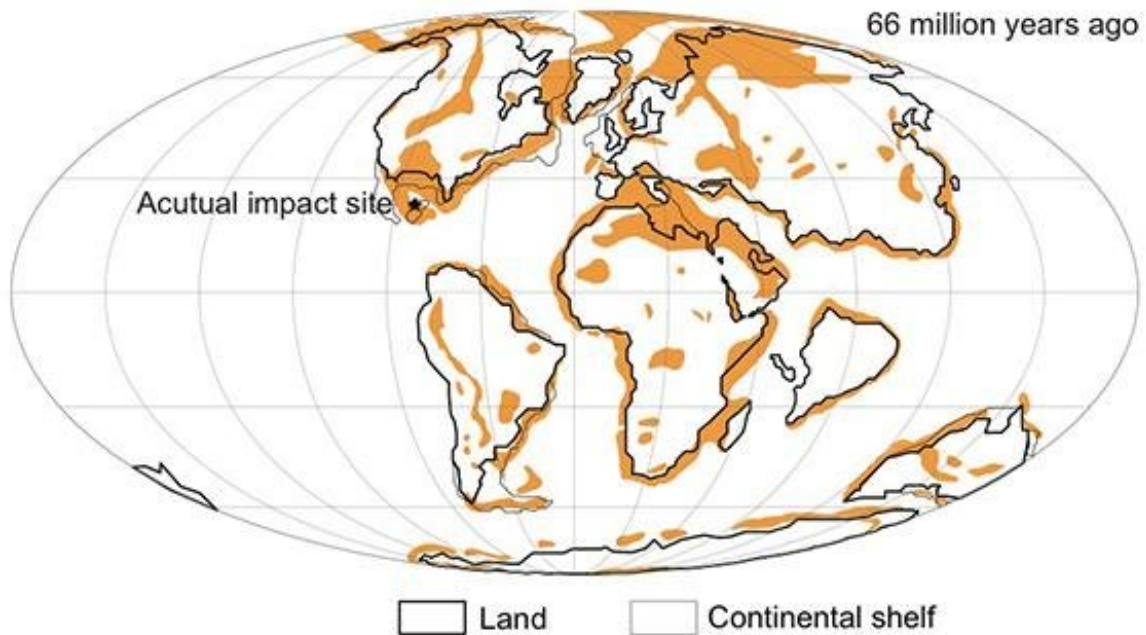 66 million years ago
Acutual impact site
Land
Continental shelf